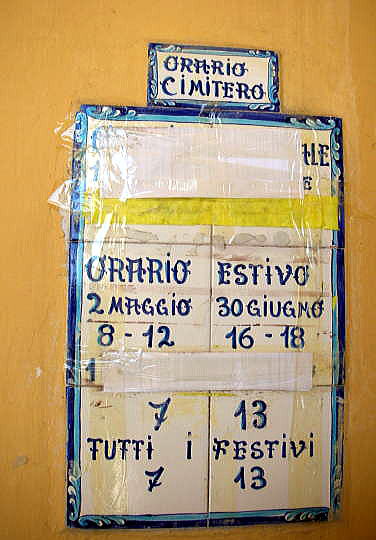 ORARIO
CIMITERO
HE
1 E
ORARIO ESTIVO
2 MAGGIO 30 GIUGNO
8 - 12 16 - 18
1
7 13
TUTTI I FESTIVI
7 13